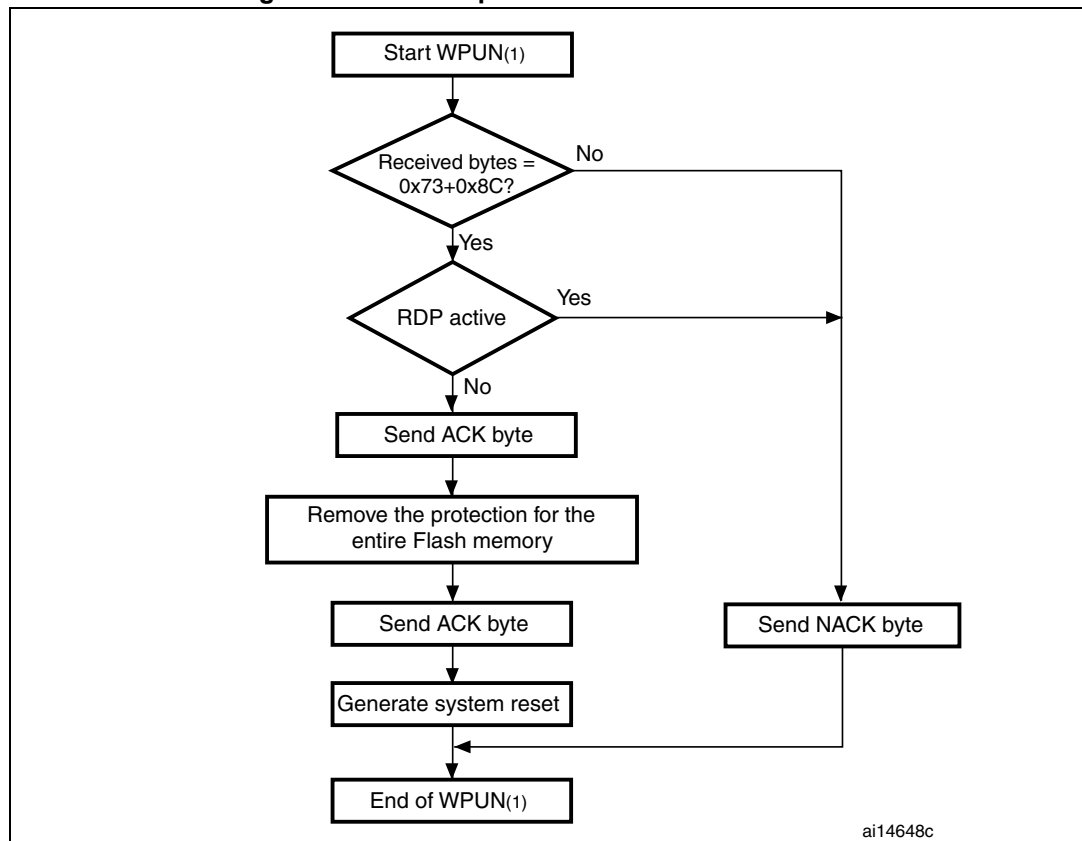 Start WPUN(1)
Received bytes =
0x73+0x8C?
No
Yes
RDP active
Yes
No
Send ACK byte
Remove the protection for the
entire Flash memory
Send ACK byte
Send NACK byte
Generate system reset
End of WPUN(1)
ai14648c